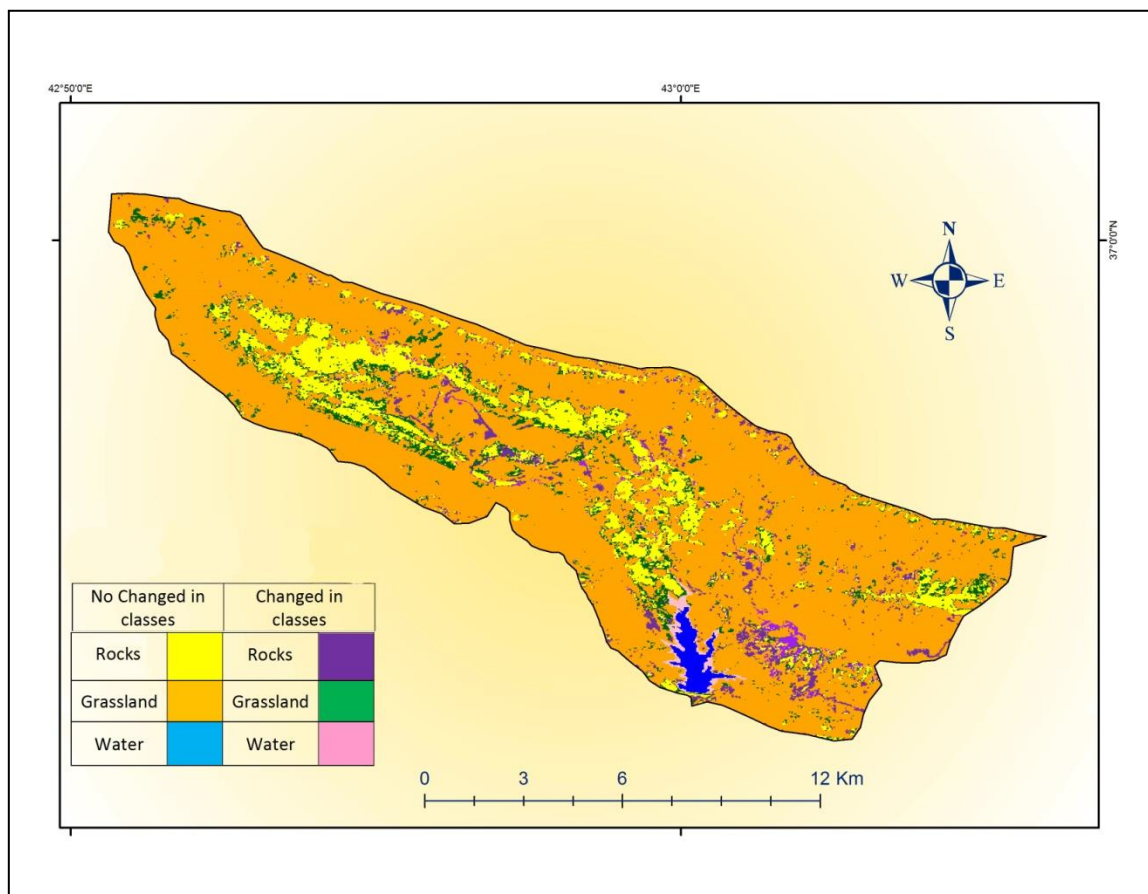 42°50'0"E
43°0'0"E
37°0'0"N
N
W
E
S
No Changed in classes
Changed in classes
Rocks
Rocks
Grassland
Grassland
Water
Water
0 3 6 12 Km